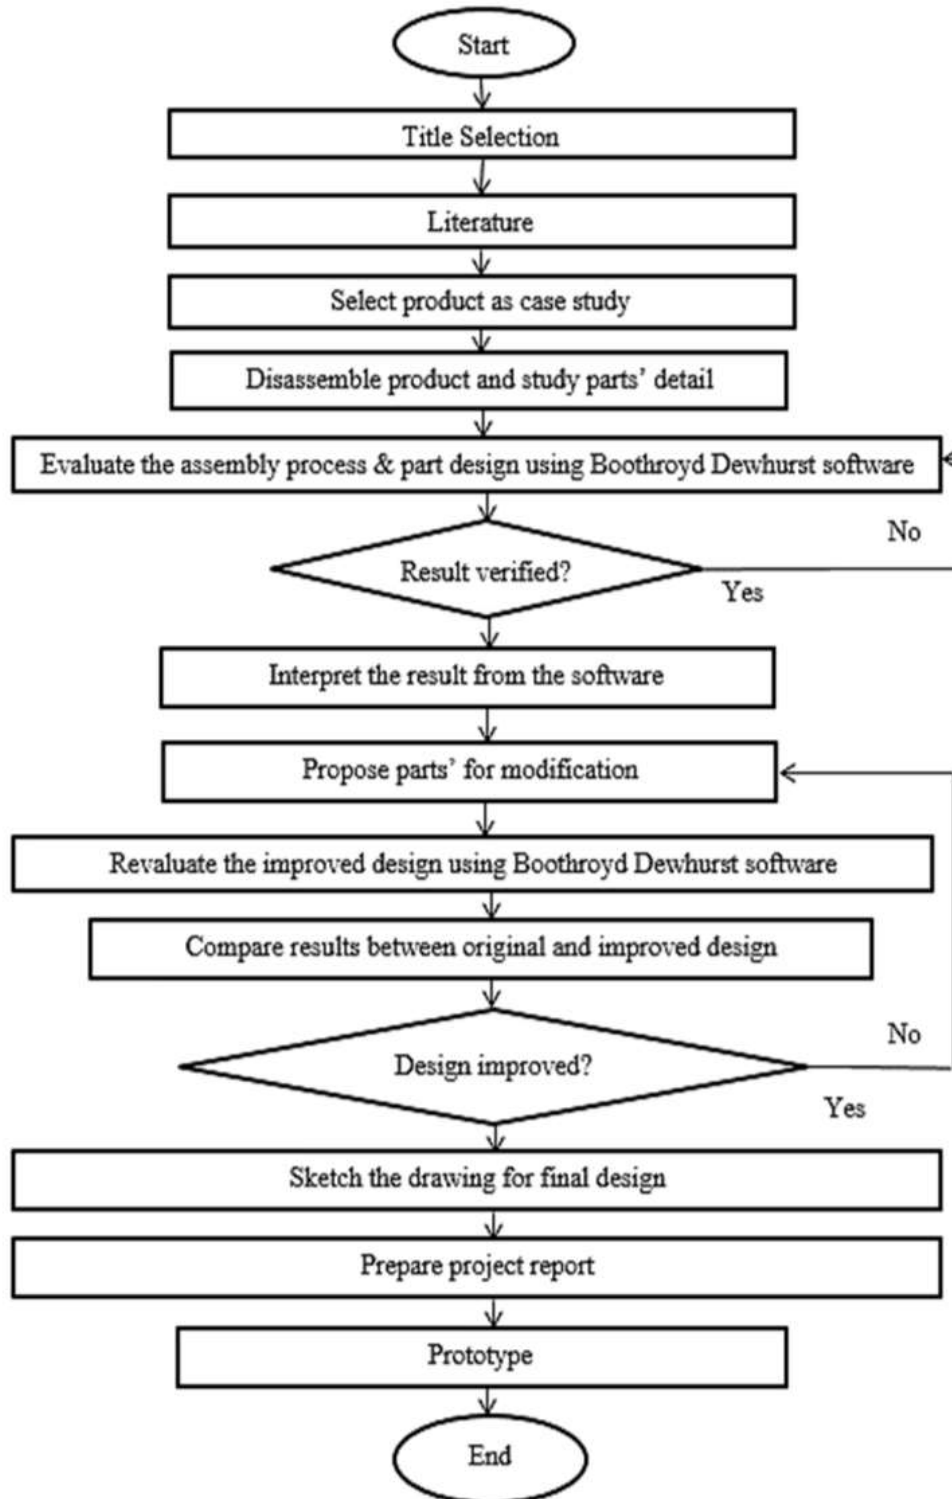 Start
Title Selection
Literature
Select product as case study
Disassemble product and study parts’ detail
Evaluate the assembly process & part design using Boothroyd Dewhurst software
No
Result verified?
Yes
Interpret the result from the software
Propose parts’ for modification
Revaluate the improved design using Boothroyd Dewhurst software
Compare results between original and improved design
No
Design improved?
Yes
Sketch the drawing for final design
Prepare project report
Prototype
End